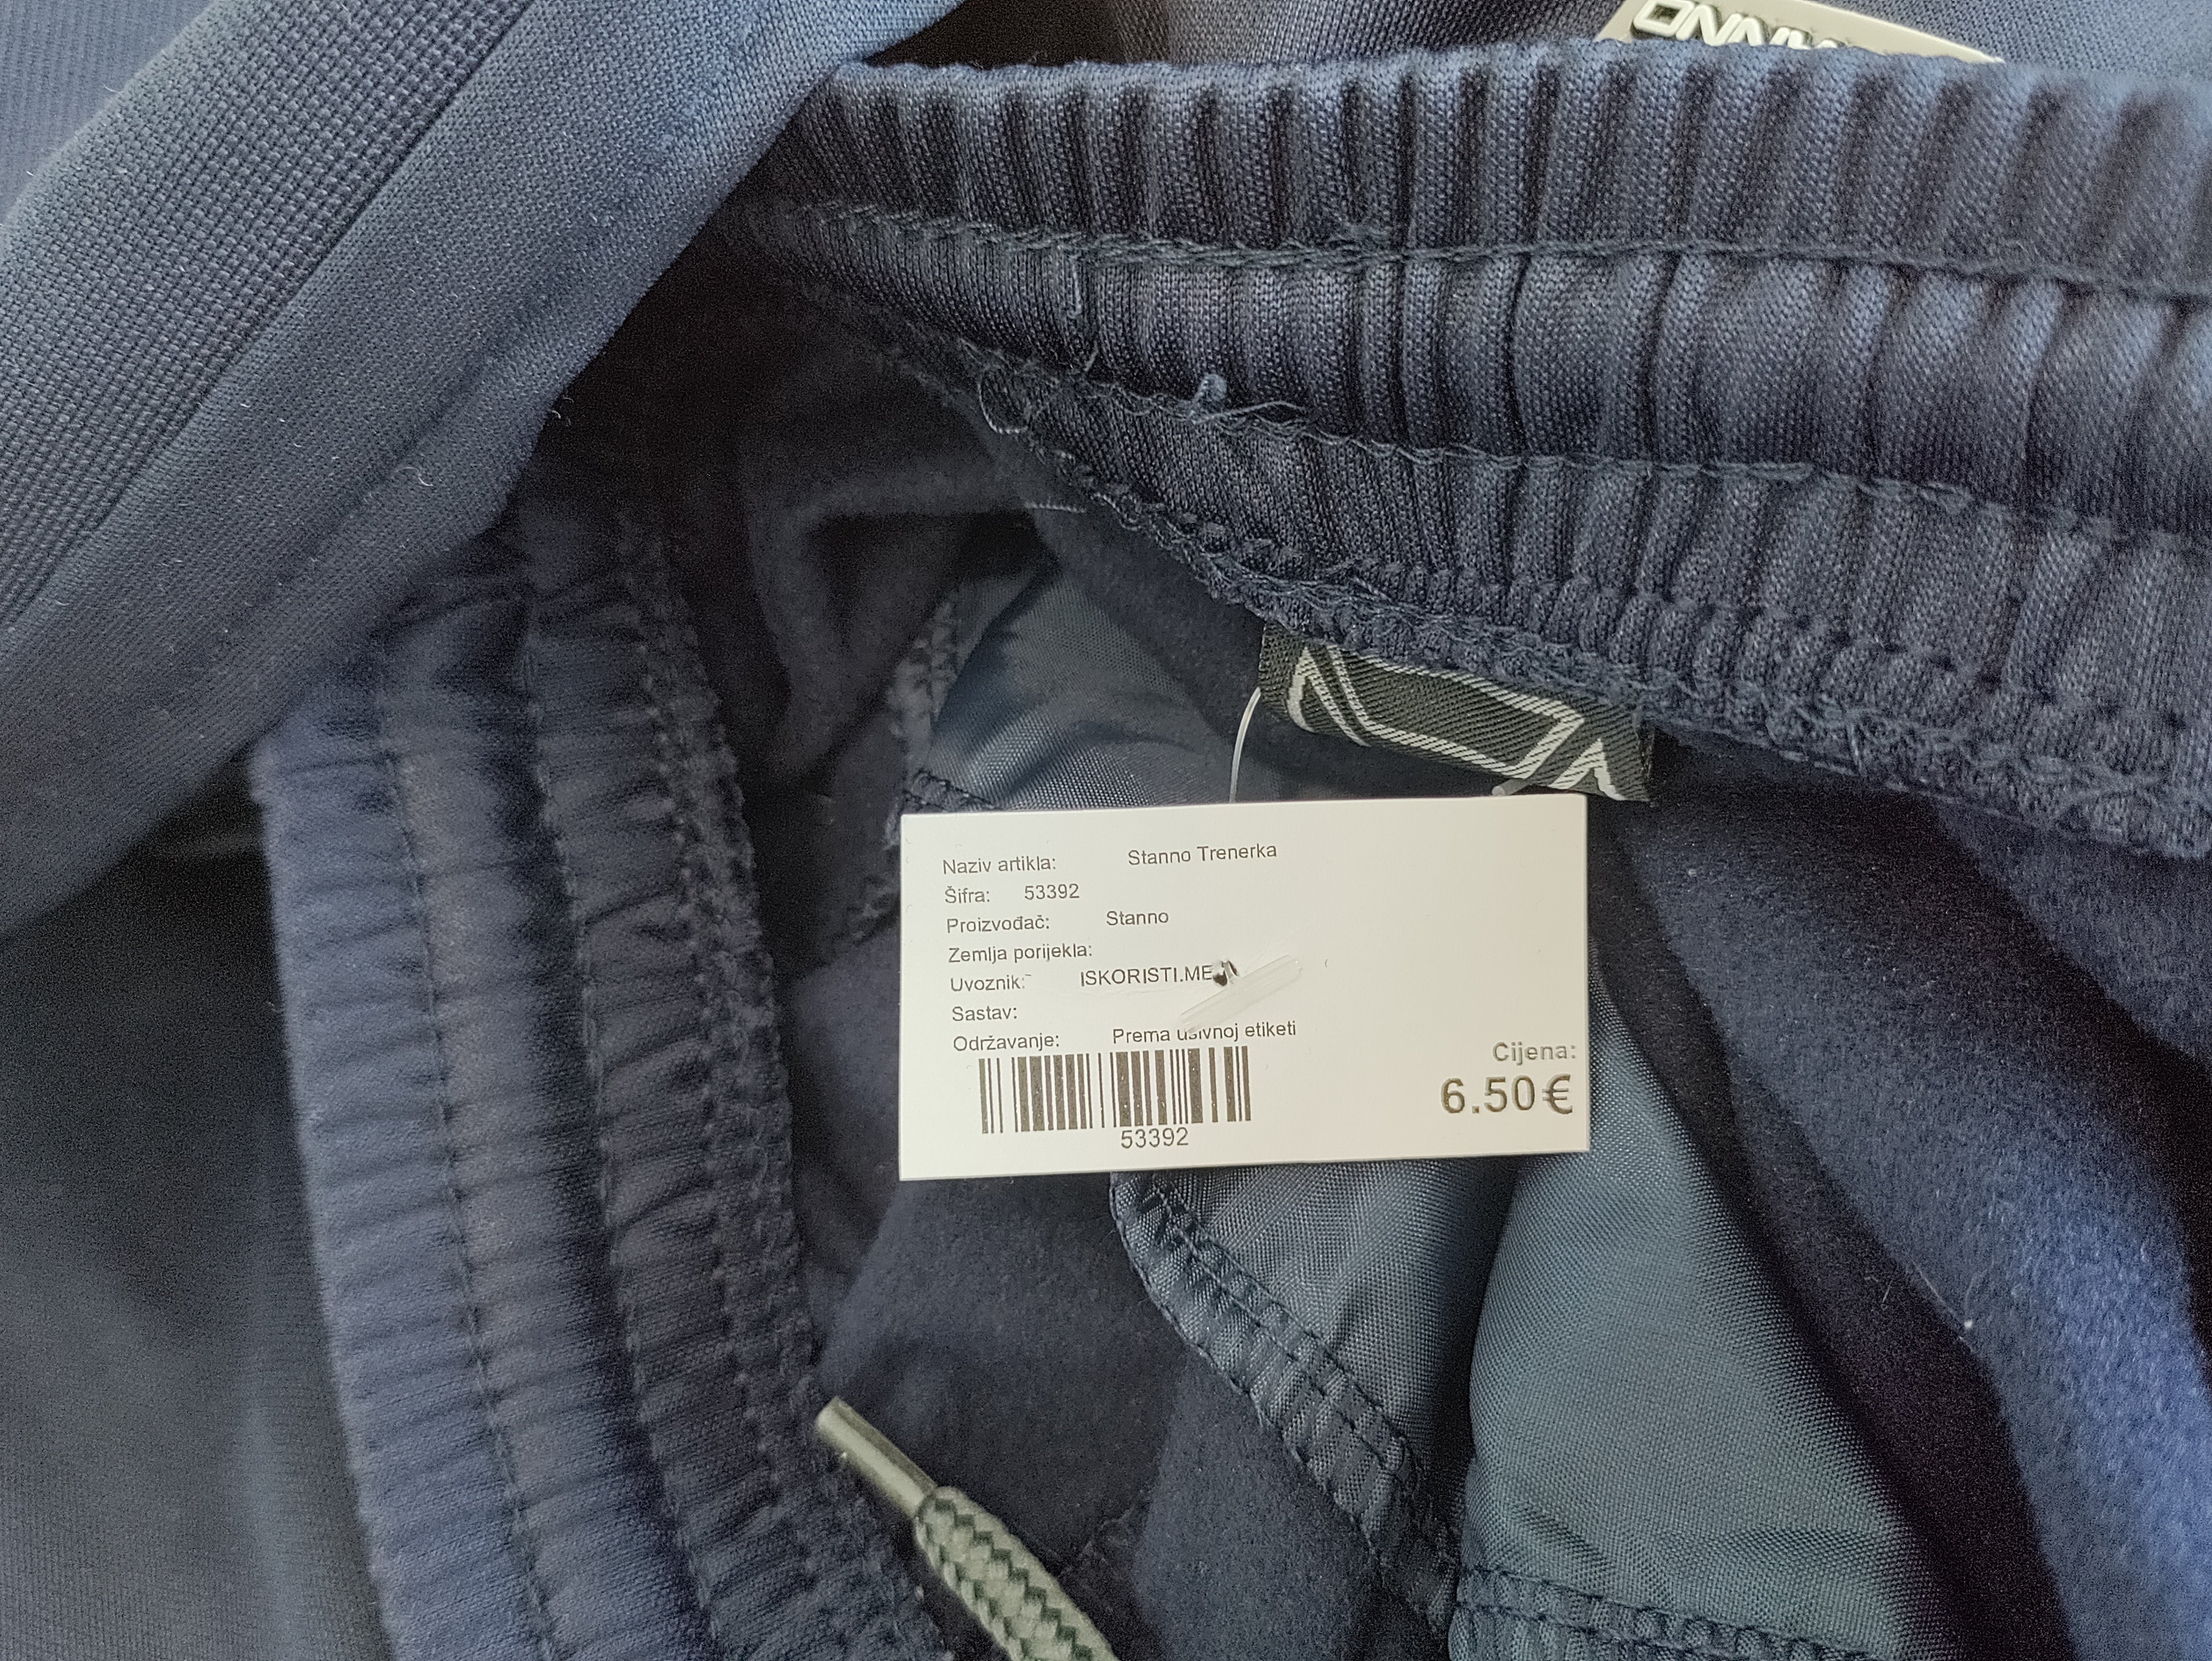 Naziv artikla: Stanno Trenerka
Šifra: 53392
Proizvođač: Stanno
Zemlja porijekla:
Uvoznik: ISKORISTI.ME
Sastav:
Održavanje: Prema ušivnoj etiketi
53392
Cijena:
6.50€